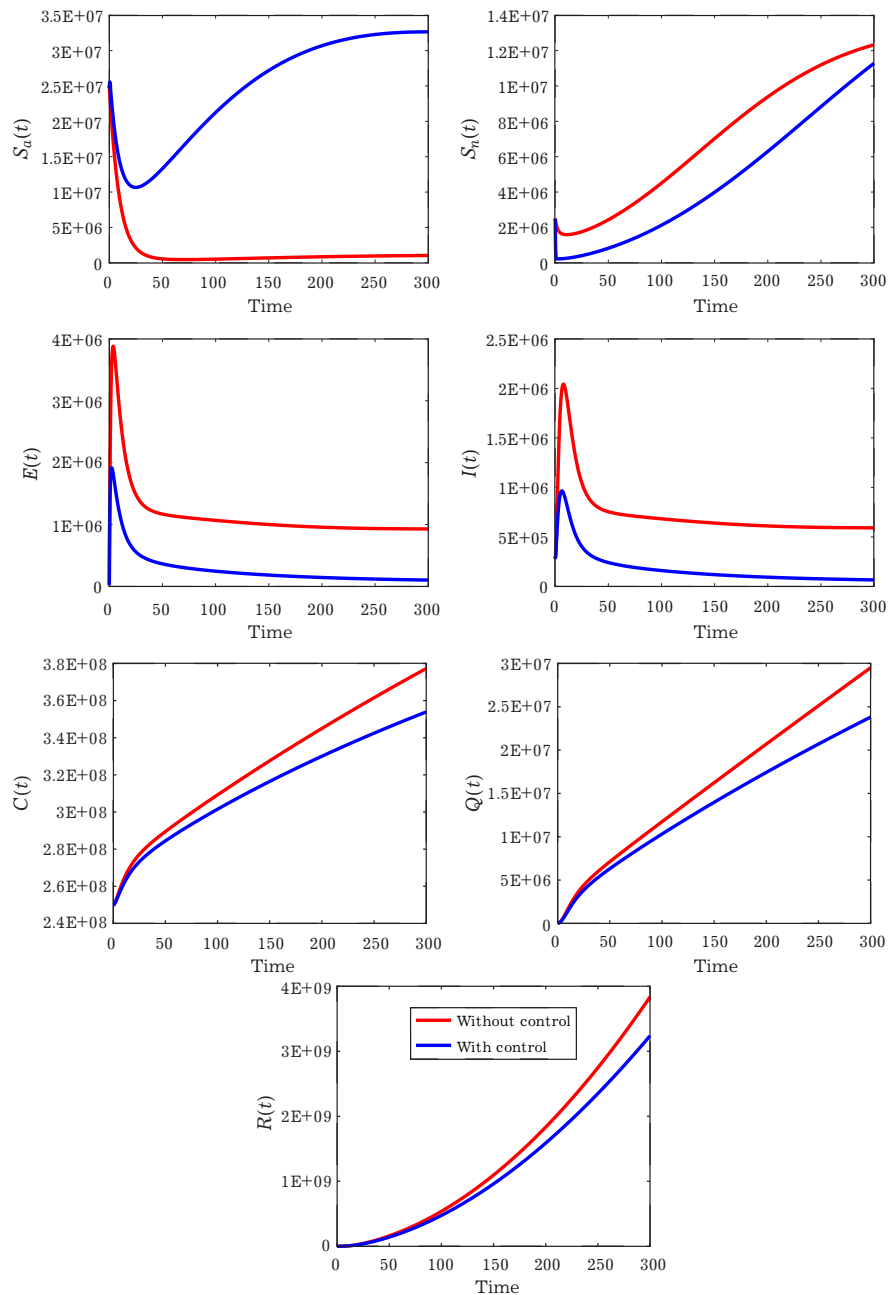 3.5E+07
3E+07
2.5E+07
2E+07
1.5E+07
1E+07
5E+06
0
Sₐ(t)
0 50 100 150 200 250 300
Time
1.4E+07
1.2E+07
1E+07
8E+06
6E+06
4E+06
2E+06
0
Sₙ(t)
0 50 100 150 200 250 300
Time
4E+06
3E+06
2E+06
1E+06
0
E(t)
0 50 100 150 200 250 300
Time
2.5E+06
2E+06
1.5E+06
1E+06
5E+05
0
I(t)
0 50 100 150 200 250 300
Time
3.8E+08
3.6E+08
3.4E+08
3.2E+08
3E+08
2.8E+08
2.6E+08
2.4E+08
C(t)
0 50 100 150 200 250 300
Time
3E+07
2.5E+07
2E+07
1.5E+07
1E+07
5E+06
0
Q(t)
0 50 100 150 200 250 300
Time
4E+09
3E+09
2E+09
1E+09
0
R(t)
Without control
With control
0 50 100 150 200 250 300
Time